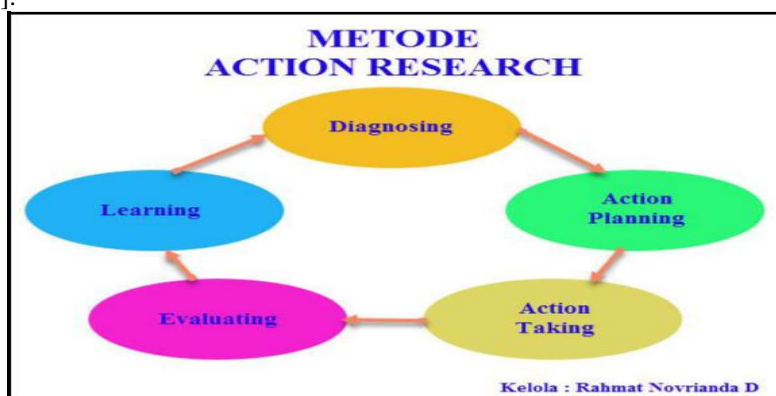 ].
METODE
ACTION RESEARCH
Diagnosing
Action
Planning
Action
Taking
Evaluating
Learning
Kelola : Rahmat Novrianda D